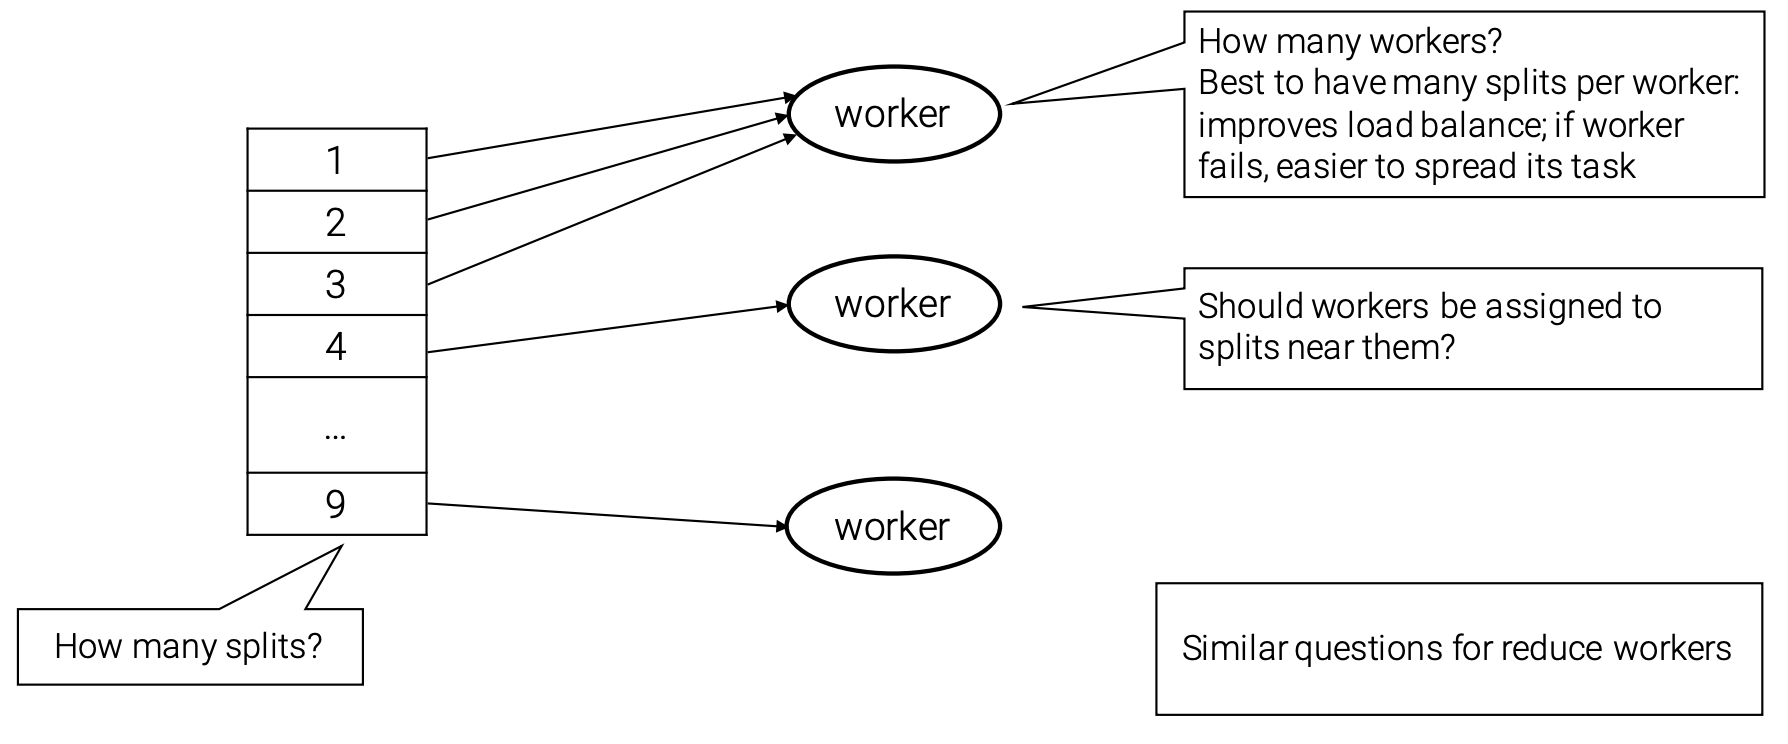 1
2
3
4
...
9
How many splits?
worker
worker
worker
How many workers?
Best to have many splits per worker:
improves load balance; if worker
fails, easier to spread its task
Should workers be assigned to
splits near them?
Similar questions for reduce workers